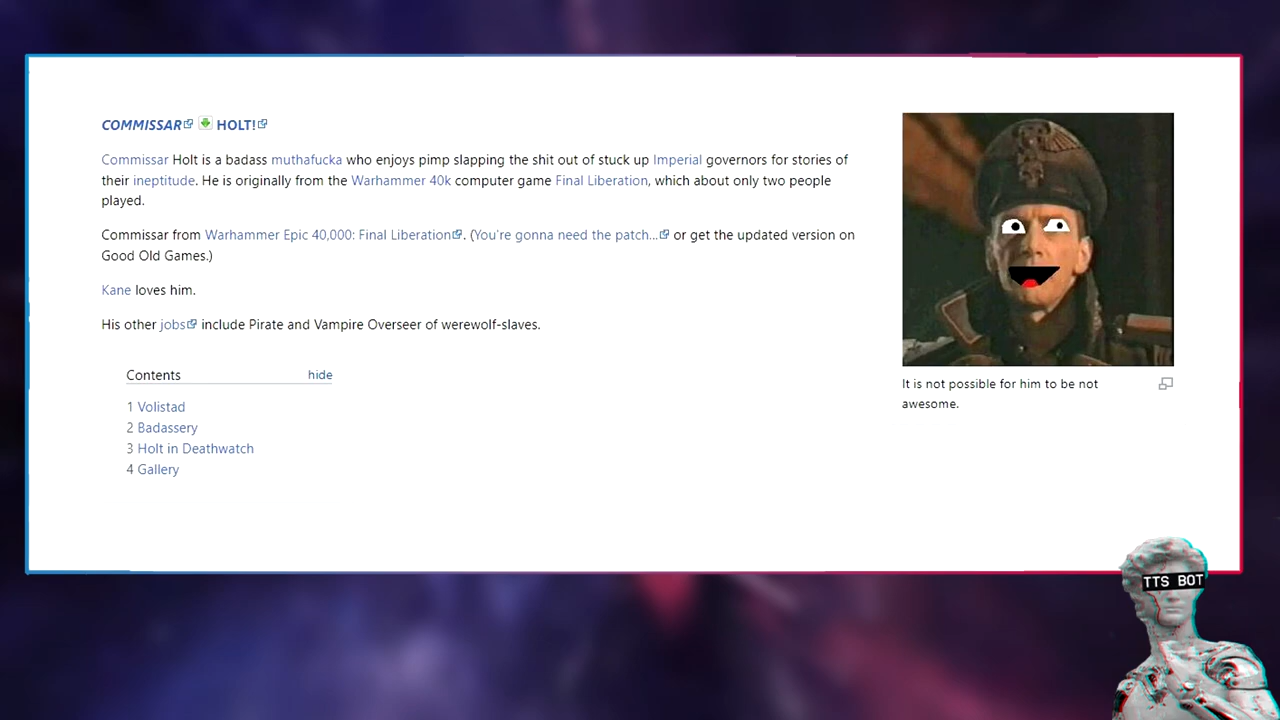 COMMISSAR HOLT!
Commissar Holt is a badass muthafucka who enjoys pimp slapping the shit out of stuck up Imperial governors for stories of
their ineptitude. He is originally from the Warhammer 40k computer game Final Liberation, which about only two people
played.
Commissar from Warhammer Epic 40,000: Final Liberation. (You're gonna need the patch... or get the updated version on
Good Old Games.)
Kane loves him.
His other jobs include Pirate and Vampire Overseer of werewolf-slaves.
Contents hide
1 Volistad
2 Badassery
3 Holt in Deathwatch
4 Gallery
It is not possible for him to be not
awesome.
TTS BOT